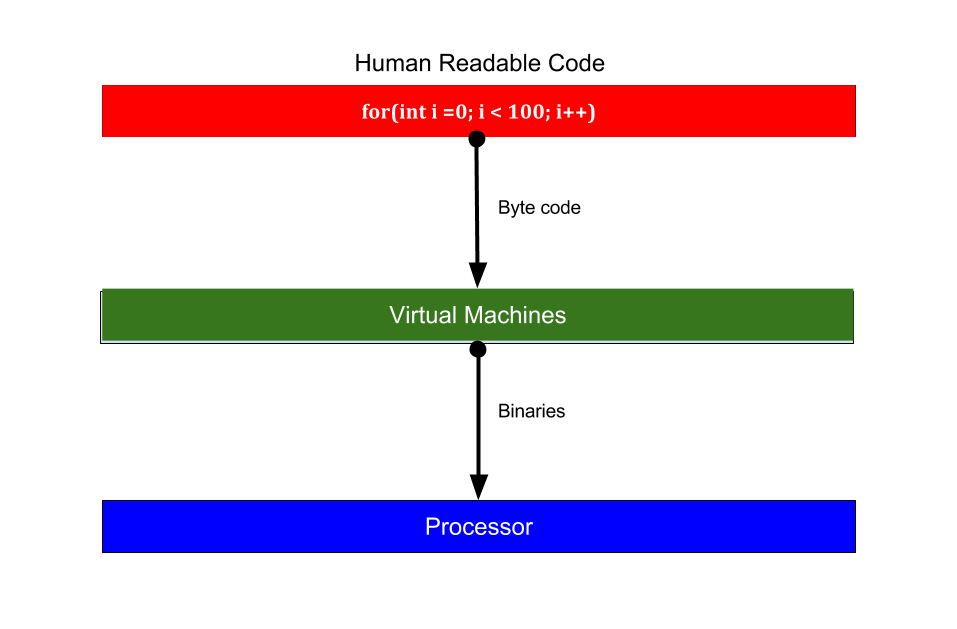 Human Readable Code
for(int i =0; i < 100; i++)
Byte code
Virtual Machines
Binaries
Processor